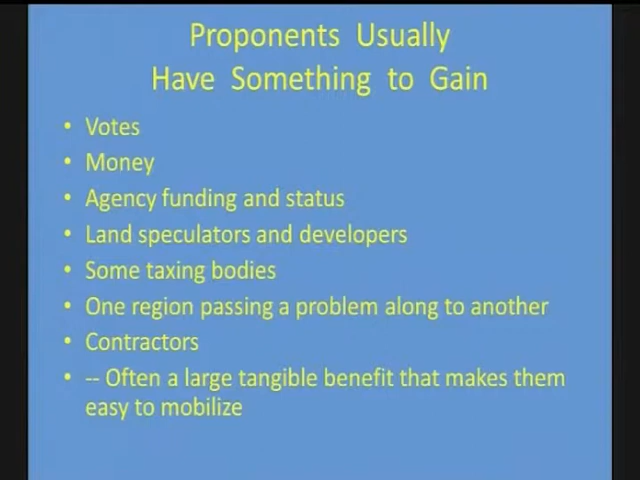 Proponents Usually
Have Something to Gain
• Votes
• Money
• Agency funding and status
• Land speculators and developers
• Some taxing bodies
• One region passing a problem along to another
• Contractors
• -- Often a large tangible benefit that makes them
easy to mobilize